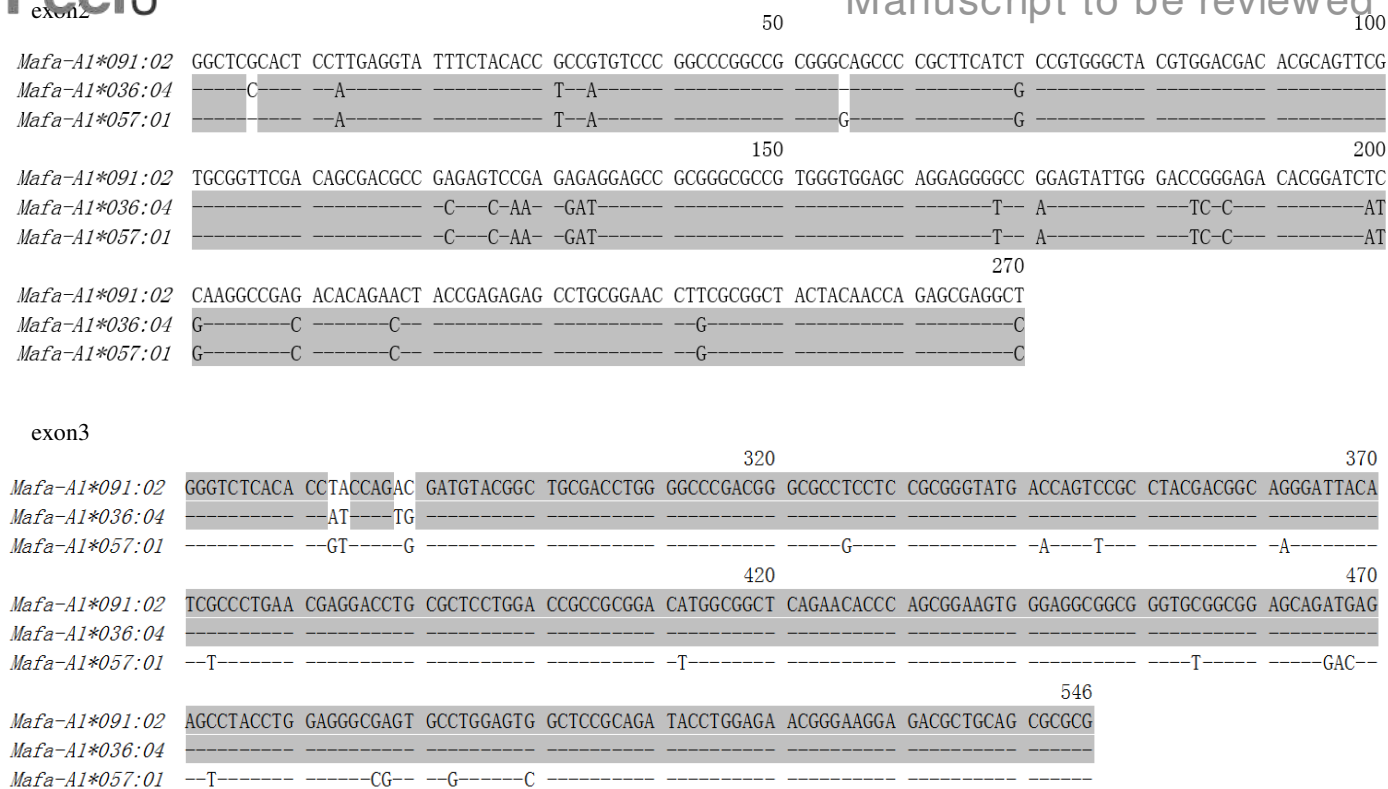 PeerJ Manuscript to be reviewed
exon2
50 100
Mafa-A1*091:02 GGCTCGCACT CCTTGAGGTA TTTCTACACC GCCGTGTCCC GGCCCGGCCG CGGGCAGCCC CGCTTCATCT CCGTGGGCTA CGTGGACGAC ACGCAGTTCG
Mafa-A1*036:04 -----C---- --A------- ---------- T--A------ ---------- ---------- ---------G ---------- ---------- ----------
Mafa-A1*057:01 ---------- --A------- ---------- T--A------ ---------- ----G----- ---------G ---------- ---------- ----------
150 200
Mafa-A1*091:02 TGCGGTTCGA CAGCGACGCC GAGAGTCCGA GAGAGGAGCC GCGGGCGCCG TGGGTGGAGC AGGAGGGGCC GGAGTATTGG GACCGGGAGA CACGGATCTC
Mafa-A1*036:04 ---------- ---------- -C---C-AA- -GAT------ ---------- ---------- -------T-- A--------- ---TC-C--- --------AT
Mafa-A1*057:01 ---------- ---------- -C---C-AA- -GAT------ ---------- ---------- -------T-- A--------- ---TC-C--- --------AT
270
Mafa-A1*091:02 CAAGGCCGAG ACACAGAACT ACCGAGAGAG CCTGCGGAAC CTTCGCGGCT ACTACAACCA GAGCGAGGCT
Mafa-A1*036:04 G--------C -------C-- ---------- ---------- --G------- ---------- ---------C
Mafa-A1*057:01 G--------C -------C-- ---------- ---------- --G------- ---------- ---------C
exon3
320 370
Mafa-A1*091:02 GGGTCTCACA CCTACCAGAC GATGTACGGC TGCGACCTGG GGCCCGACGG GCGCCTCCTC CGCGGGTATG ACCAGTCCGC CTACGACGGC AGGGATTACA
Mafa-A1*036:04 ---------- --AT----TG ---------- ---------- ---------- ---------- ---------- ---------- ---------- ----------
Mafa-A1*057:01 ---------- --GT-----G ---------- ---------- ---------- -----G---- ---------- -A----T--- ---------- -A--------
420 470
Mafa-A1*091:02 TCGCCCTGAA CGAGGACCTG CGCTCCTGGA CCGCCGCGGA CATGGCGGCT CAGAACACCC AGCGGAAGTG GGAGGCGGCG GGTGCGGCGG AGCAGATGAG
Mafa-A1*036:04 ---------- ---------- ---------- ---------- ---------- ---------- ---------- ---------- ---------- ----------
Mafa-A1*057:01 --T------- ---------- ---------- ---------- -T-------- ---------- ---------- ---------- ----T----- -----GAC--
546
Mafa-A1*091:02 AGCCTACCTG GAGGGCGAGT GCCTGGAGTG GCTCCGCAGA TACCTGGAGA ACGGGAAGGA GACGCTGCAG CGCGCG
Mafa-A1*036:04 ---------- ---------- ---------- ---------- ---------- ---------- ---------- ------
Mafa-A1*057:01 --T------- ------CG-- --G------C ---------- ---------- ---------- ---------- ------